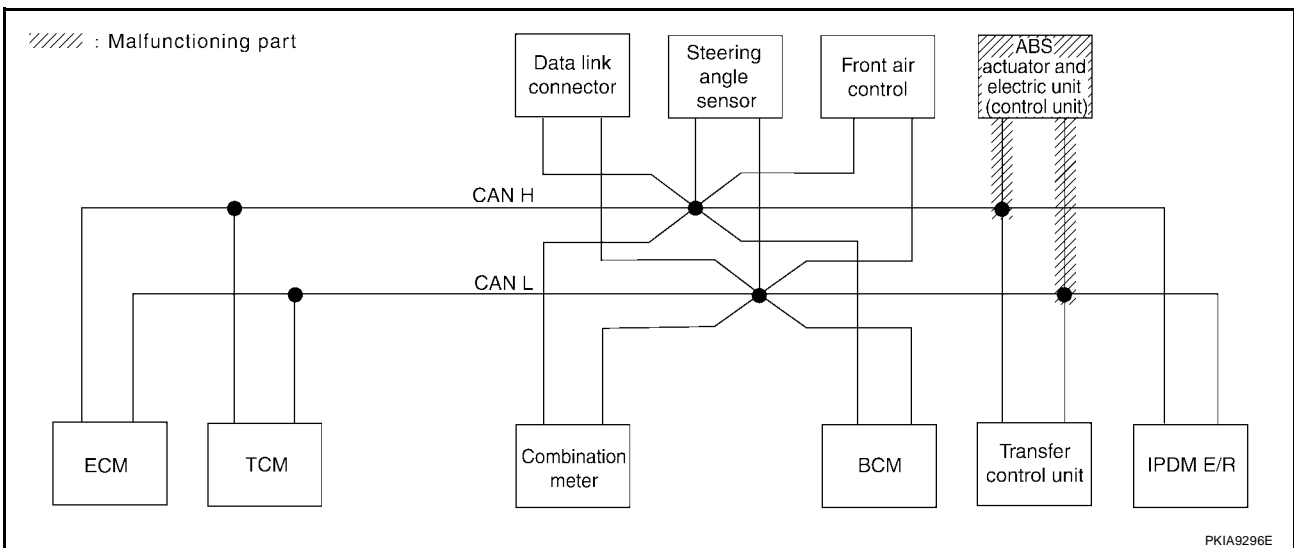 : Malfunctioning part
Data link
connector
Steering
angle
sensor
Front air
control
ABS
actuator and
electric unit
(control unit)
CAN H
CAN L
ECM
TCM
Combination
meter
BCM
Transfer
control unit
IPDM E/R
PKIA9296E